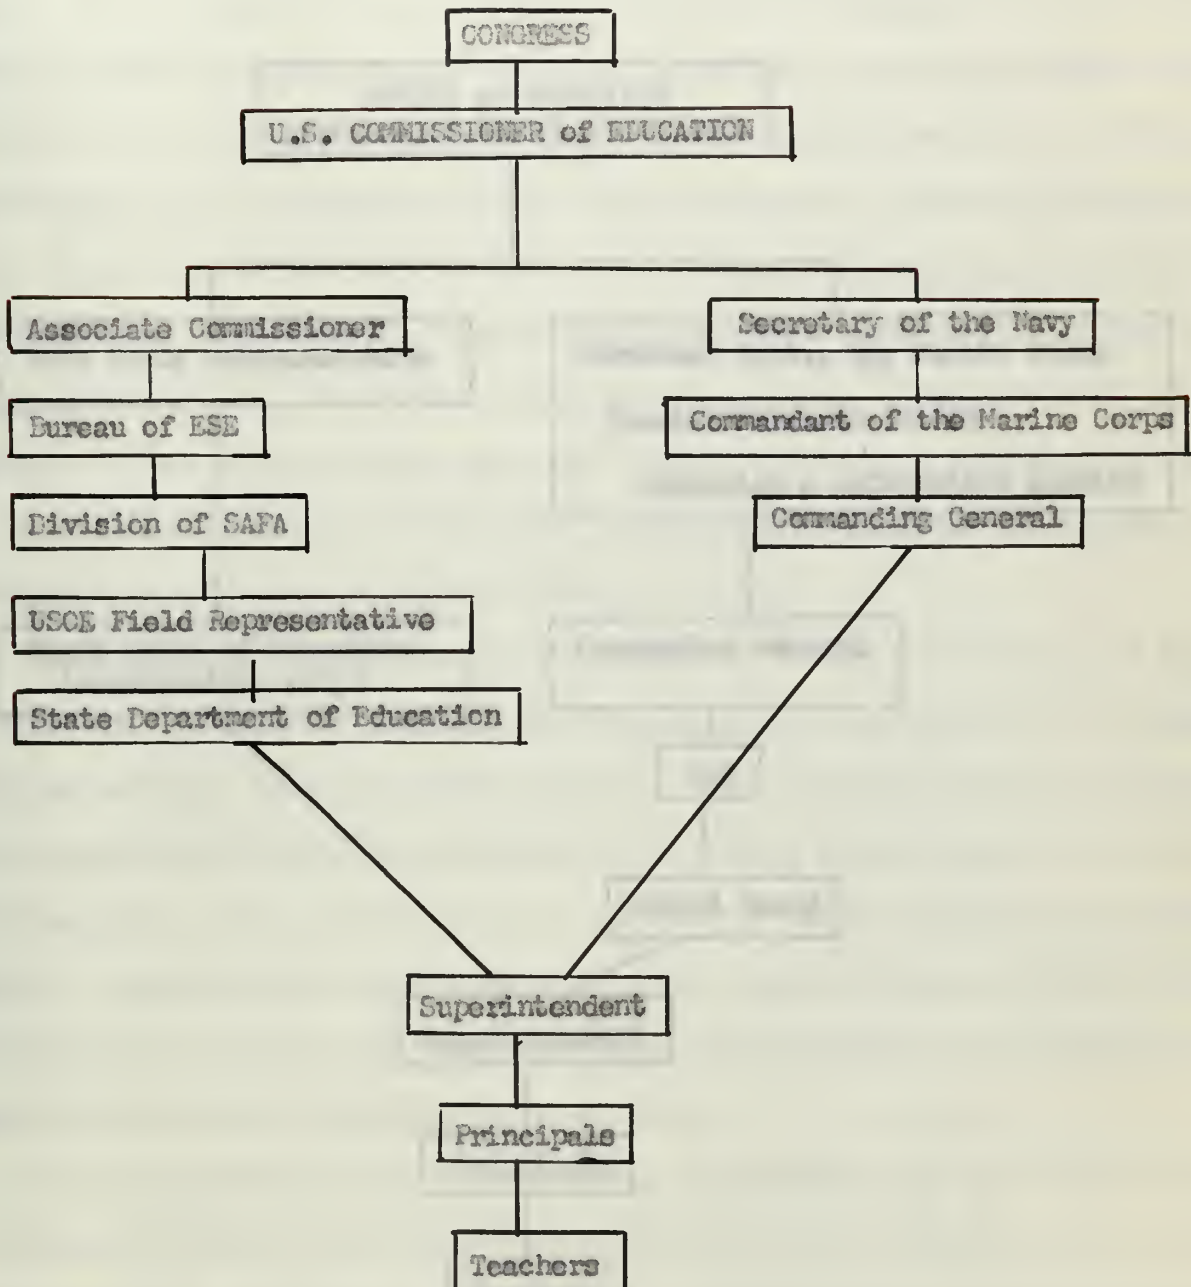 CONGRESS
U.S. COMMISSIONER of EDUCATION
Associate Commissioner
Secretary of the Navy
Bureau of ESE
Commandant of the Marine Corps
Division of SAFA
Commanding General
USOE Field Representative
State Department of Education
Superintendent
Principals
Teachers